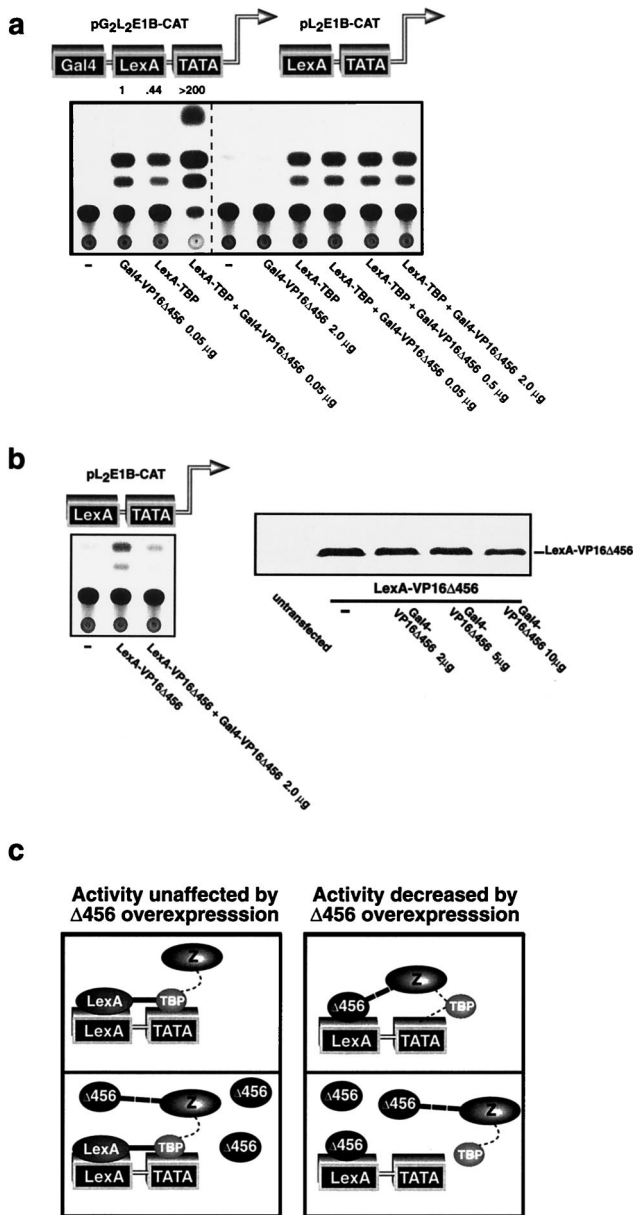 a
pG2L2E1B-CAT
pL2E1B-CAT
Gal4 LexA TATA
LexA TATA
1 .44 >200
–
Gal4-VP16Δ456 0.05 µg
LexA-TBP
LexA-TBP + Gal4-VP16Δ456 0.05 µg
–
Gal4-VP16Δ456 2.0 µg
LexA-TBP
LexA-TBP + Gal4-VP16Δ456 0.05 µg
LexA-TBP + Gal4-VP16Δ456 0.5 µg
LexA-TBP + Gal4-VP16Δ456 2.0 µg
b
pL2E1B-CAT
LexA TATA
–
LexA-VP16Δ456
LexA-VP16Δ456 + Gal4-VP16Δ456 2.0 µg
LexA-VP16Δ456
LexA-VP16Δ456
untransfected
–
Gal4-
VP16Δ456 2µg
Gal4-
VP16Δ456 5µg
Gal4-
VP16Δ456 10µg
c
Activity unaffected by
Δ456 overexpresssion
Activity decreased by
Δ456 overexpresssion
Z
LexA TBP
LexA TATA
Z
Δ456 TBP
LexA TATA
Δ456 Z Δ456
LexA TBP Δ456
LexA TATA
Δ456 Δ456 Z
Δ456 TBP
LexA TATA